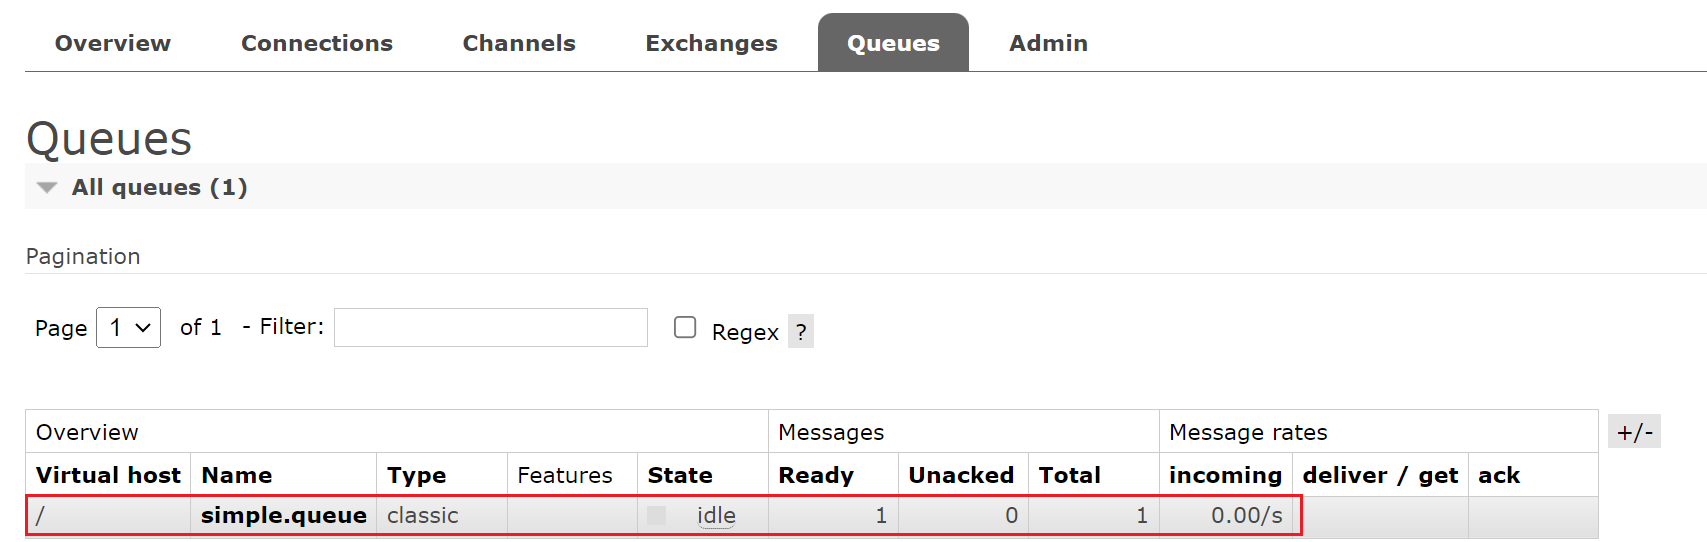 Overview Connections Channels Exchanges Queues Admin
Queues
All queues (1)
Pagination
Page 1 of 1 - Filter: Regex ?
Overview Messages Message rates +/-
Virtual host Name Type Features State Ready Unacked Total incoming deliver / get ack
/ simple.queue classic idle 1 0 1 0.00/s